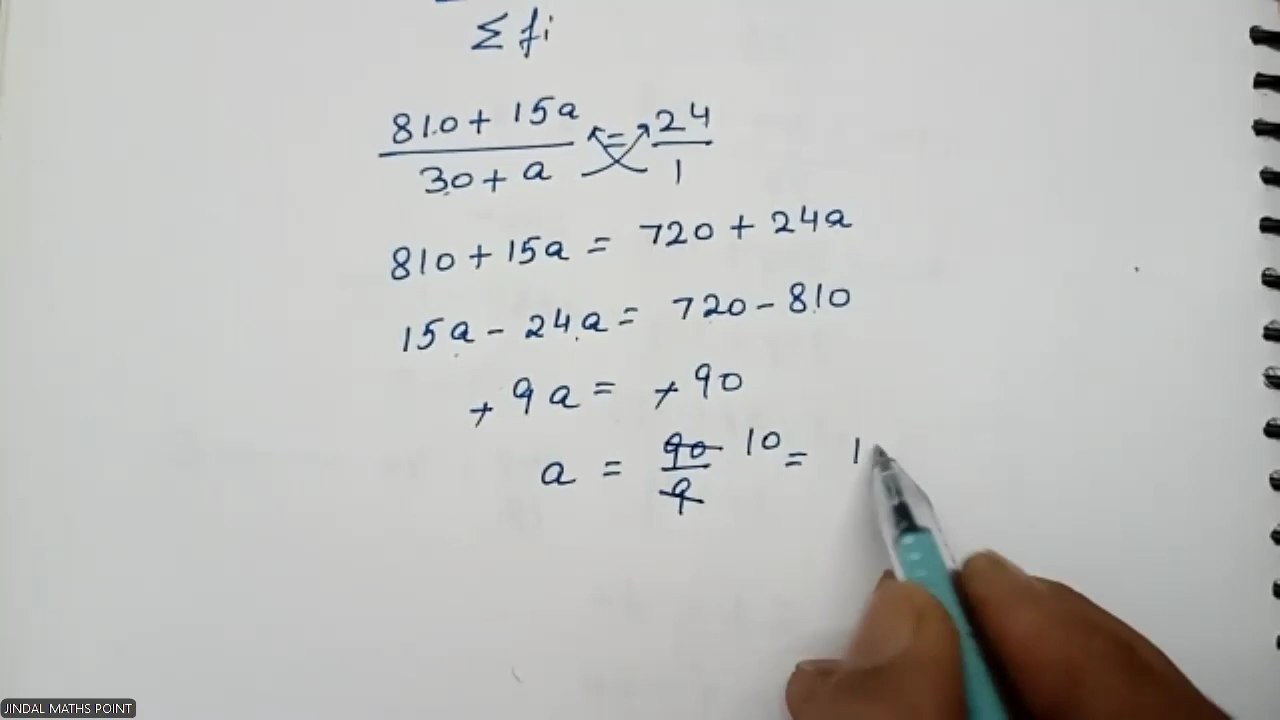 Σfi
810 + 15a = 24
30 + a 1
810 + 15a = 720 + 24a
15a - 24a = 720 - 810
+ 9a = + 90
a = 90 10 = 1
9
JINDAL MATHS POINT